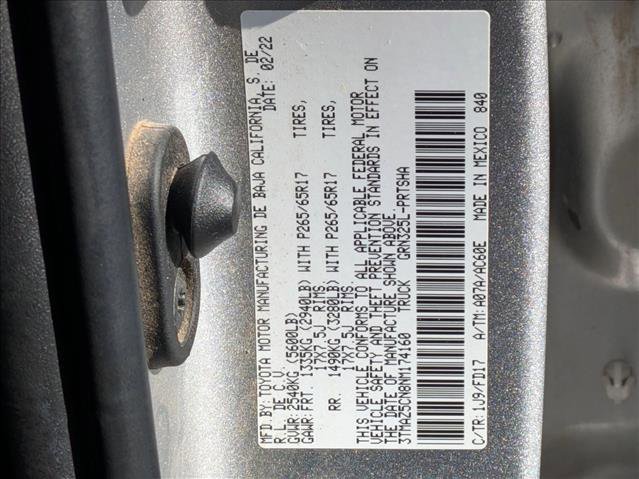 MFD.BY:TOYOTA MOTOR MANUFACTURING DE BAJA CALIFORNIA, S. DE
R. L. DE C.V. DATE: 02/22
GVWR: 2540KG (5600LB)
GAWR: FRT. 1335KG (2940LB) WITH P265/65R17 TIRES,
17X7.5J RIMS.
RR. 1490KG (3280LB) WITH P265/65R17 TIRES,
17X7.5J RIMS.
THIS VEHICLE CONFORMS TO ALL APPLICABLE FEDERAL MOTOR
VEHICLE SAFETY AND THEFT PREVENTION STANDARDS IN EFFECT ON
THE DATE OF MANUFACTURE SHOWN ABOVE.
3TMAZ5CN8NM174160 TRUCK GRN325L-PRTSHA
C/TR: 1J9/FD17 A/TM: A07A/AC60E MADE IN MEXICO 840